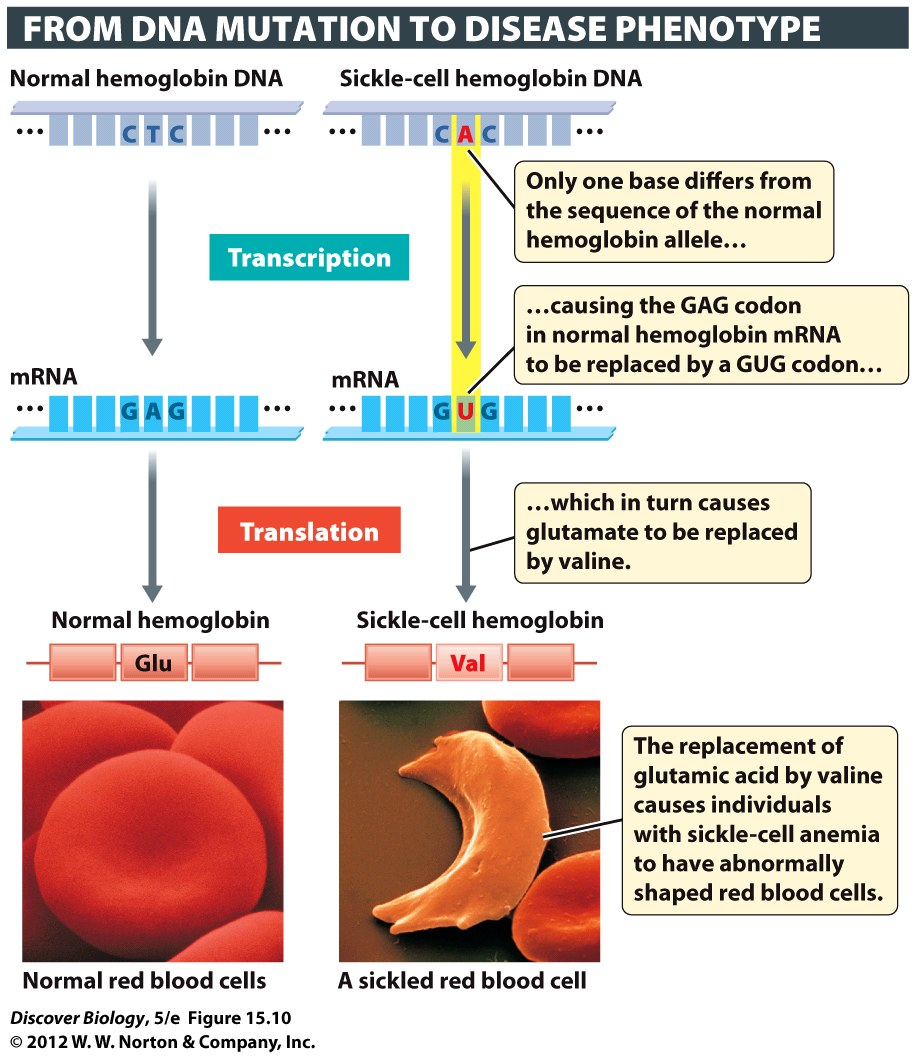 FROM DNA MUTATION TO DISEASE PHENOTYPE
Normal hemoglobin DNA
Sickle-cell hemoglobin DNA
... C T C ...
... C A C ...
Only one base differs from
the sequence of the normal
hemoglobin allele...
Transcription
...causing the GAG codon
in normal hemoglobin mRNA
to be replaced by a GUG codon...
mRNA
mRNA
... G A G ...
... G U G ...
...which in turn causes
glutamate to be replaced
by valine.
Translation
Normal hemoglobin
Sickle-cell hemoglobin
Glu
Val
The replacement of
glutamic acid by valine
causes individuals
with sickle-cell anemia
to have abnormally
shaped red blood cells.
Normal red blood cells
A sickled red blood cell
Discover Biology, 5/e Figure 15.10
© 2012 W. W. Norton & Company, Inc.